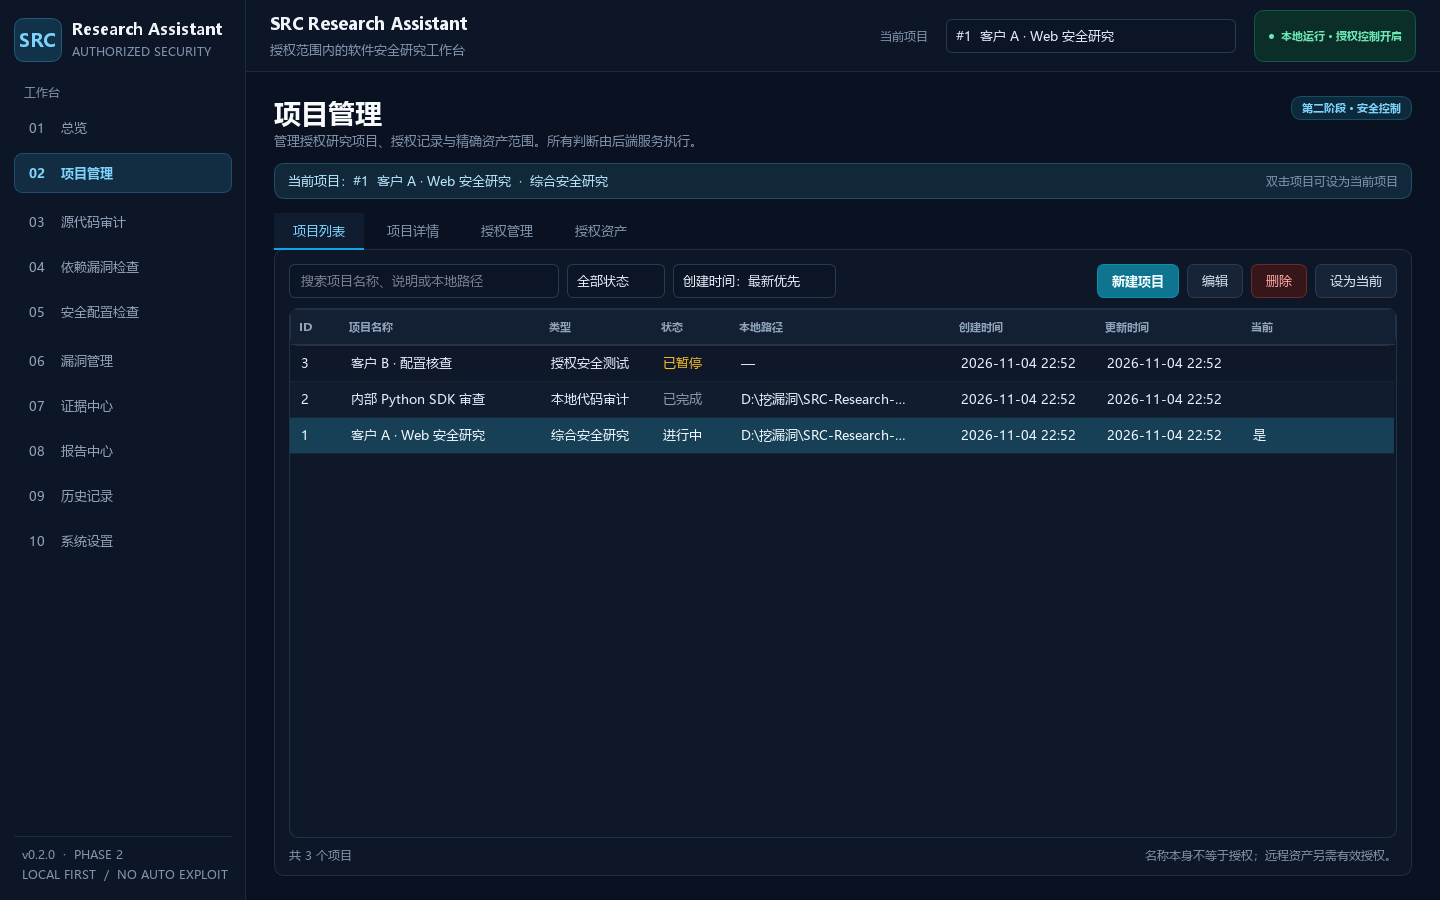 SRC
Research Assistant
AUTHORIZED SECURITY
工作台
01 总览
02 项目管理
03 源代码审计
04 依赖漏洞检查
05 安全配置检查
06 漏洞管理
07 证据中心
08 报告中心
09 历史记录
10 系统设置
v0.2.0 · PHASE 2
LOCAL FIRST / NO AUTO EXPLOIT
SRC Research Assistant
授权范围内的软件安全研究工作台
当前项目
#1 客户 A · Web 安全研究
● 本地运行 · 授权控制开启
项目管理
第二阶段 · 安全控制
管理授权研究项目、授权记录与精确资产范围。所有判断由后端服务执行。
当前项目：#1 客户 A · Web 安全研究 · 综合安全研究
双击项目可设为当前项目
项目列表 项目详情 授权管理 授权资产
搜索项目名称、说明或本地路径 全部状态 创建时间：最新优先 新建项目 编辑 删除 设为当前
ID 项目名称 类型 状态 本地路径 创建时间 更新时间 当前
3 客户 B · 配置核查 授权安全测试 已暂停 — 2026-11-04 22:52 2026-11-04 22:52
2 内部 Python SDK 审查 本地代码审计 已完成 D:\挖漏洞\SRC-Research-... 2026-11-04 22:52 2026-11-04 22:52
1 客户 A · Web 安全研究 综合安全研究 进行中 D:\挖漏洞\SRC-Research-... 2026-11-04 22:52 2026-11-04 22:52 是
共 3 个项目
名称本身不等于授权；远程资产另需有效授权。